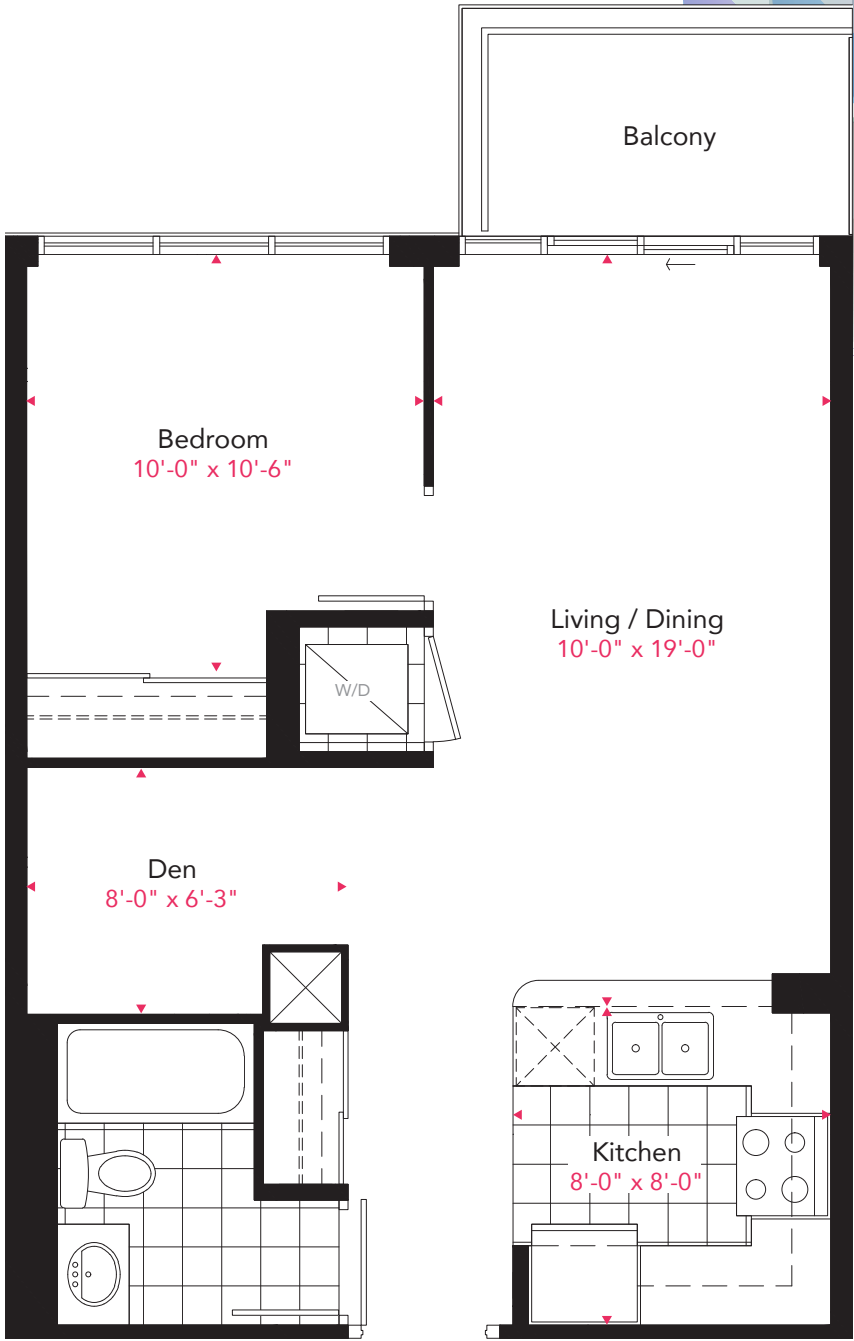 Balcony
Bedroom
10'-0" x 10'-6"
Living / Dining
10'-0" x 19'-0"
W/D
Den
8'-0" x 6'-3"
Kitchen
8'-0" x 8'-0"